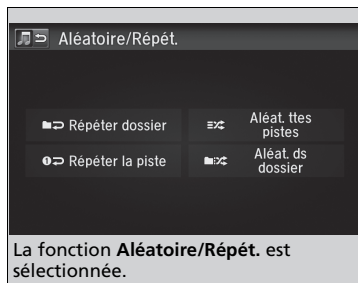 Aléatoire/Répét.
Répéter dossier
Aléat. ttes
pistes
Répéter la piste
Aléat. ds
dossier
La fonction Aléatoire/Répét. est
sélectionnée.